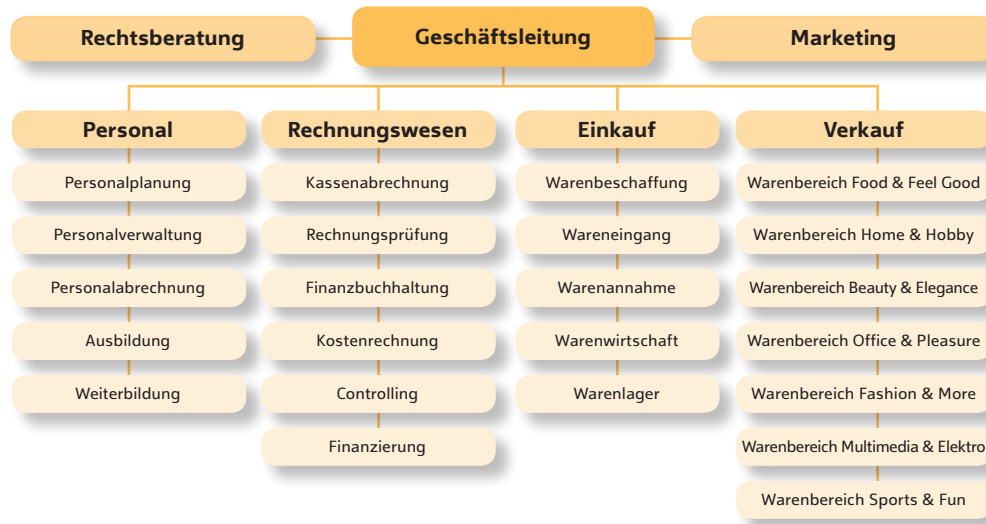 Rechtsberatung
Geschäftsleitung
Marketing
Personal
Personalplanung
Personalverwaltung
Personalabrechnung
Ausbildung
Weiterbildung
Rechnungswesen
Kassenabrechnung
Rechnungsprüfung
Finanzbuchhaltung
Kostenrechnung
Controlling
Finanzierung
Einkauf
Warenbeschaffung
Wareneingang
Warenannahme
Warenwirtschaft
Warenlager
Verkauf
Warenbereich Food & Feel Good
Warenbereich Home & Hobby
Warenbereich Beauty & Elegance
Warenbereich Office & Pleasure
Warenbereich Fashion & More
Warenbereich Multimedia & Elektro
Warenbereich Sports & Fun